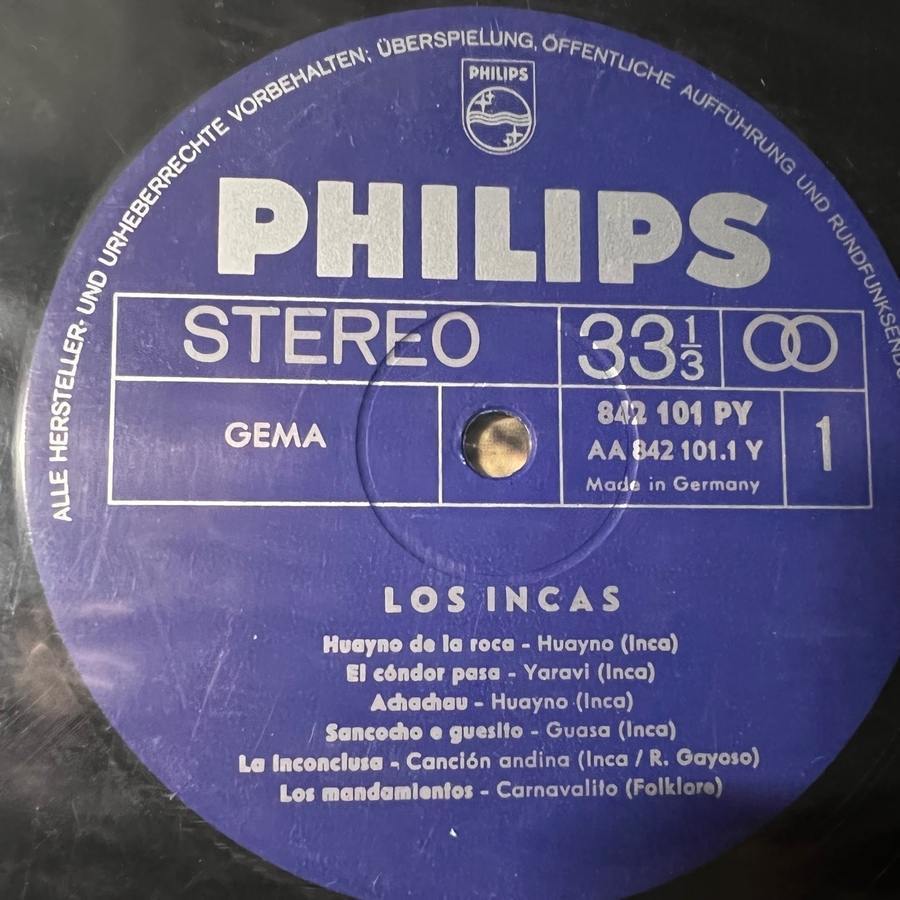 ALLE HERSTELLER- UND URHEBERRECHTE VORBEHALTEN; ÜBERSPIELUNG, ÖFFENTLICHE AUFFÜHRUNG UND
PHILIPS
PHILIPS
STEREO 33 1/3
GEMA
842 101 PY
AA 842 101.1 Y
Made in Germany
1
LOS INCAS
Huayno de la roca - Huayno (Inca)
El cóndor pasa - Yaravi (Inca)
Achachau - Huayno (Inca)
Sancocho e guesito - Guasa (Inca)
La inconclusa - Canción andina (Inca / R. Gayoso)
Los mandamientos - Carnavalito (Folklore)